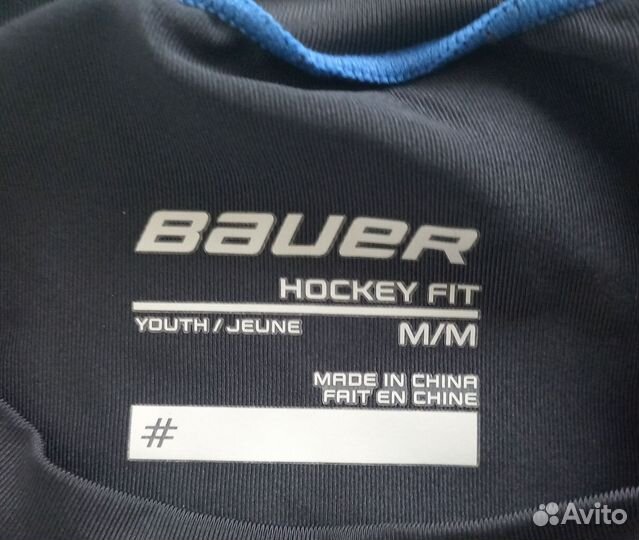 BAUER
HOCKEY FIT
YOUTH / JEUNE M/M
MADE IN CHINA
FAIT EN CHINE
#
Avito